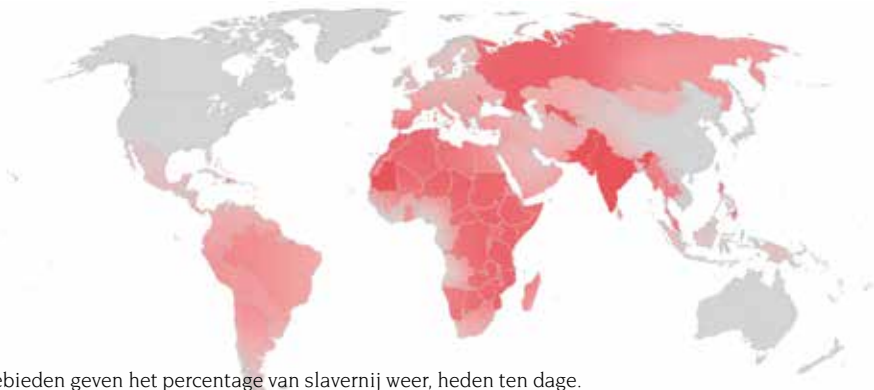 ebieden geven het percentage van slavernij weer, heden ten dage.